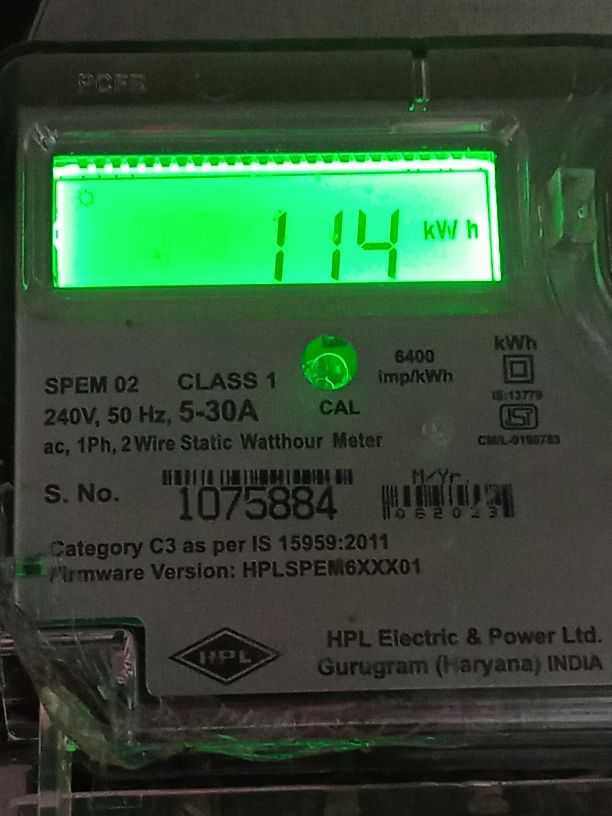 114 kWh
SPEM 02 CLASS 1
6400 imp/kWh
kWh
240V, 50 Hz, 5-30A
CAL
IS:13779
ISI
ac, 1Ph, 2 Wire Static Watthour Meter
S. No.
1075884
M/Yr.
062023
Category C3 as per IS 15959:2011
Firmware Version: HPLSPEM6XXX01
HPL
HPL Electric & Power Ltd.
Gurugram (Haryana) INDIA